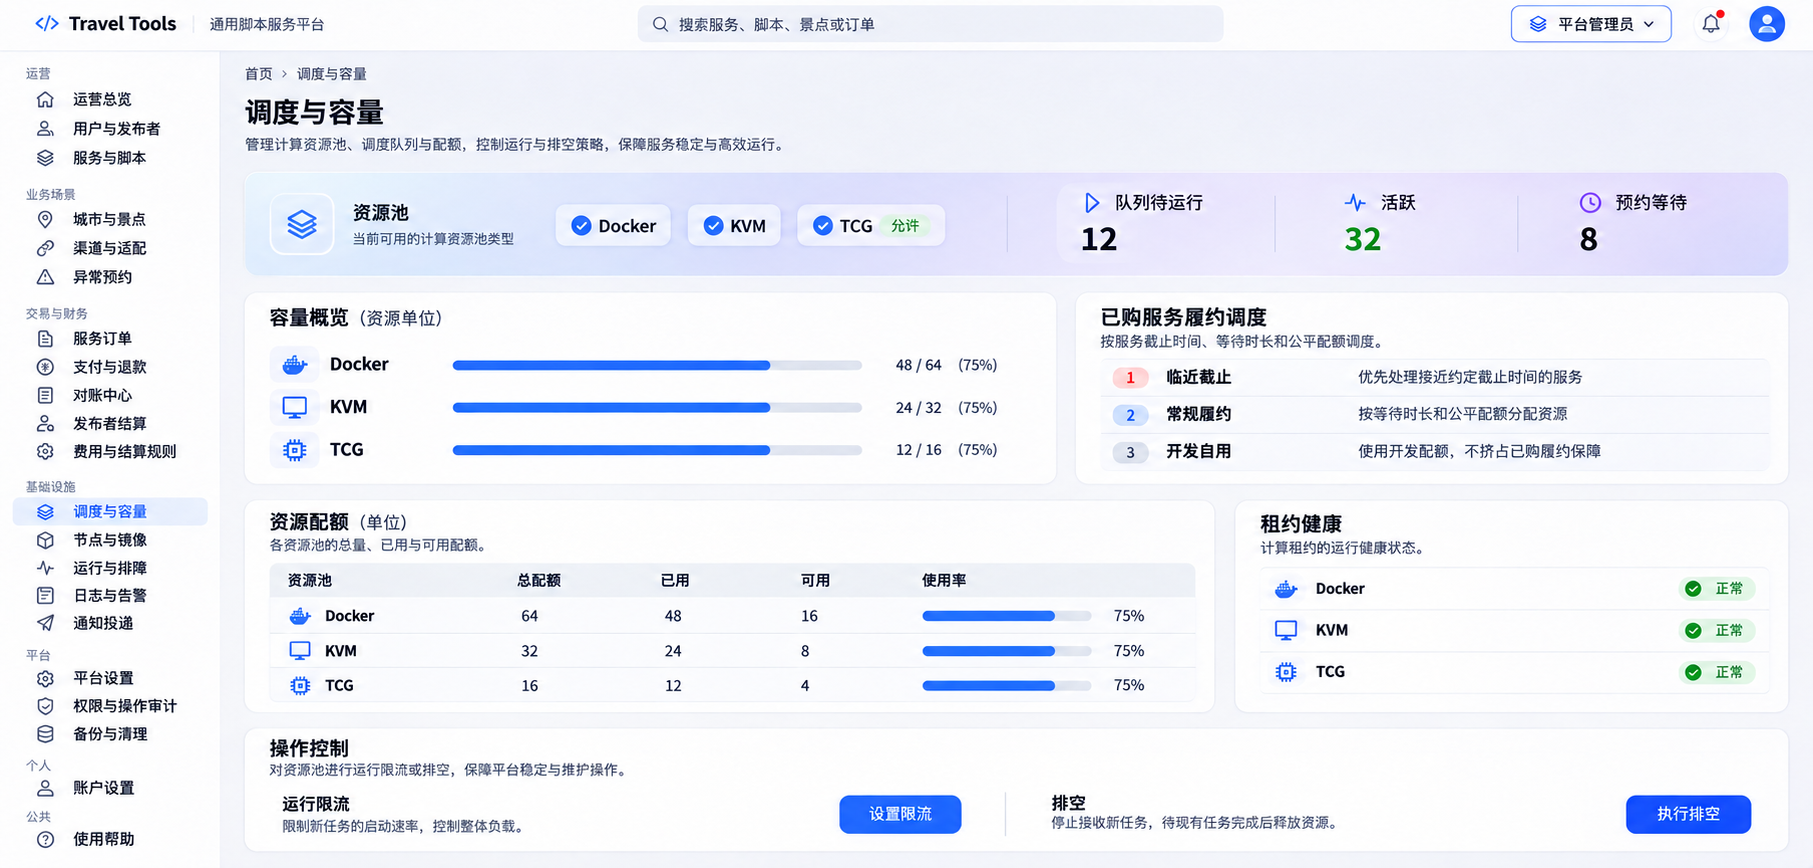 Travel Tools
通用脚本服务平台
搜索服务、脚本、景点或订单
平台管理员
运营
运营总览
用户与发布者
服务与脚本
业务场景
城市与景点
渠道与适配
异常预约
交易与财务
服务订单
支付与退款
对账中心
发布者结算
费用与结算规则
基础设施
调度与容量
节点与镜像
运行与排障
日志与告警
通知投递
平台
平台设置
权限与操作审计
备份与清理
个人
账户设置
公共
使用帮助
首页 › 调度与容量
调度与容量
管理计算资源池、调度队列与配额，控制运行与排空策略，保障服务稳定与高效运行。
资源池
当前可用的计算资源池类型
Docker
KVM
TCG 允许
队列待运行
12
活跃
32
预约等待
8
容量概览（资源单位）
Docker 48 / 64 (75%)
KVM 24 / 32 (75%)
TCG 12 / 16 (75%)
已购服务履约调度
按服务截止时间、等待时长和公平配额调度。
1 临近截止 优先处理接近约定截止时间的服务
2 常规履约 按等待时长和公平配额分配资源
3 开发自用 使用开发配额，不挤占已购履约保障
资源配额（单位）
各资源池的总量、已用与可用配额。
资源池 总配额 已用 可用 使用率
Docker 64 48 16 75%
KVM 32 24 8 75%
TCG 16 12 4 75%
租约健康
计算租约的运行健康状态。
Docker 正常
KVM 正常
TCG 正常
操作控制
对资源池进行运行限流或排空，保障平台稳定与维护操作。
运行限流
限制新任务的启动速率，控制整体负载。
设置限流
排空
停止接收新任务，待现有任务完成后释放资源。
执行排空